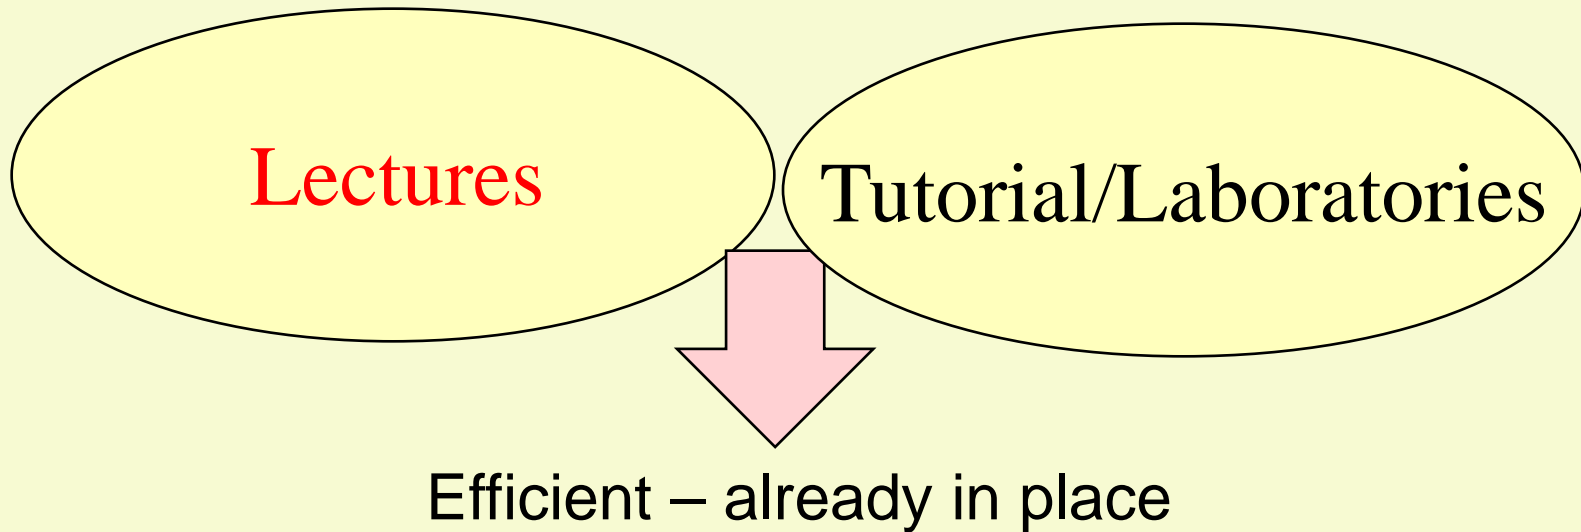 Lectures
Tutorial/Laboratories
Efficient – already in place